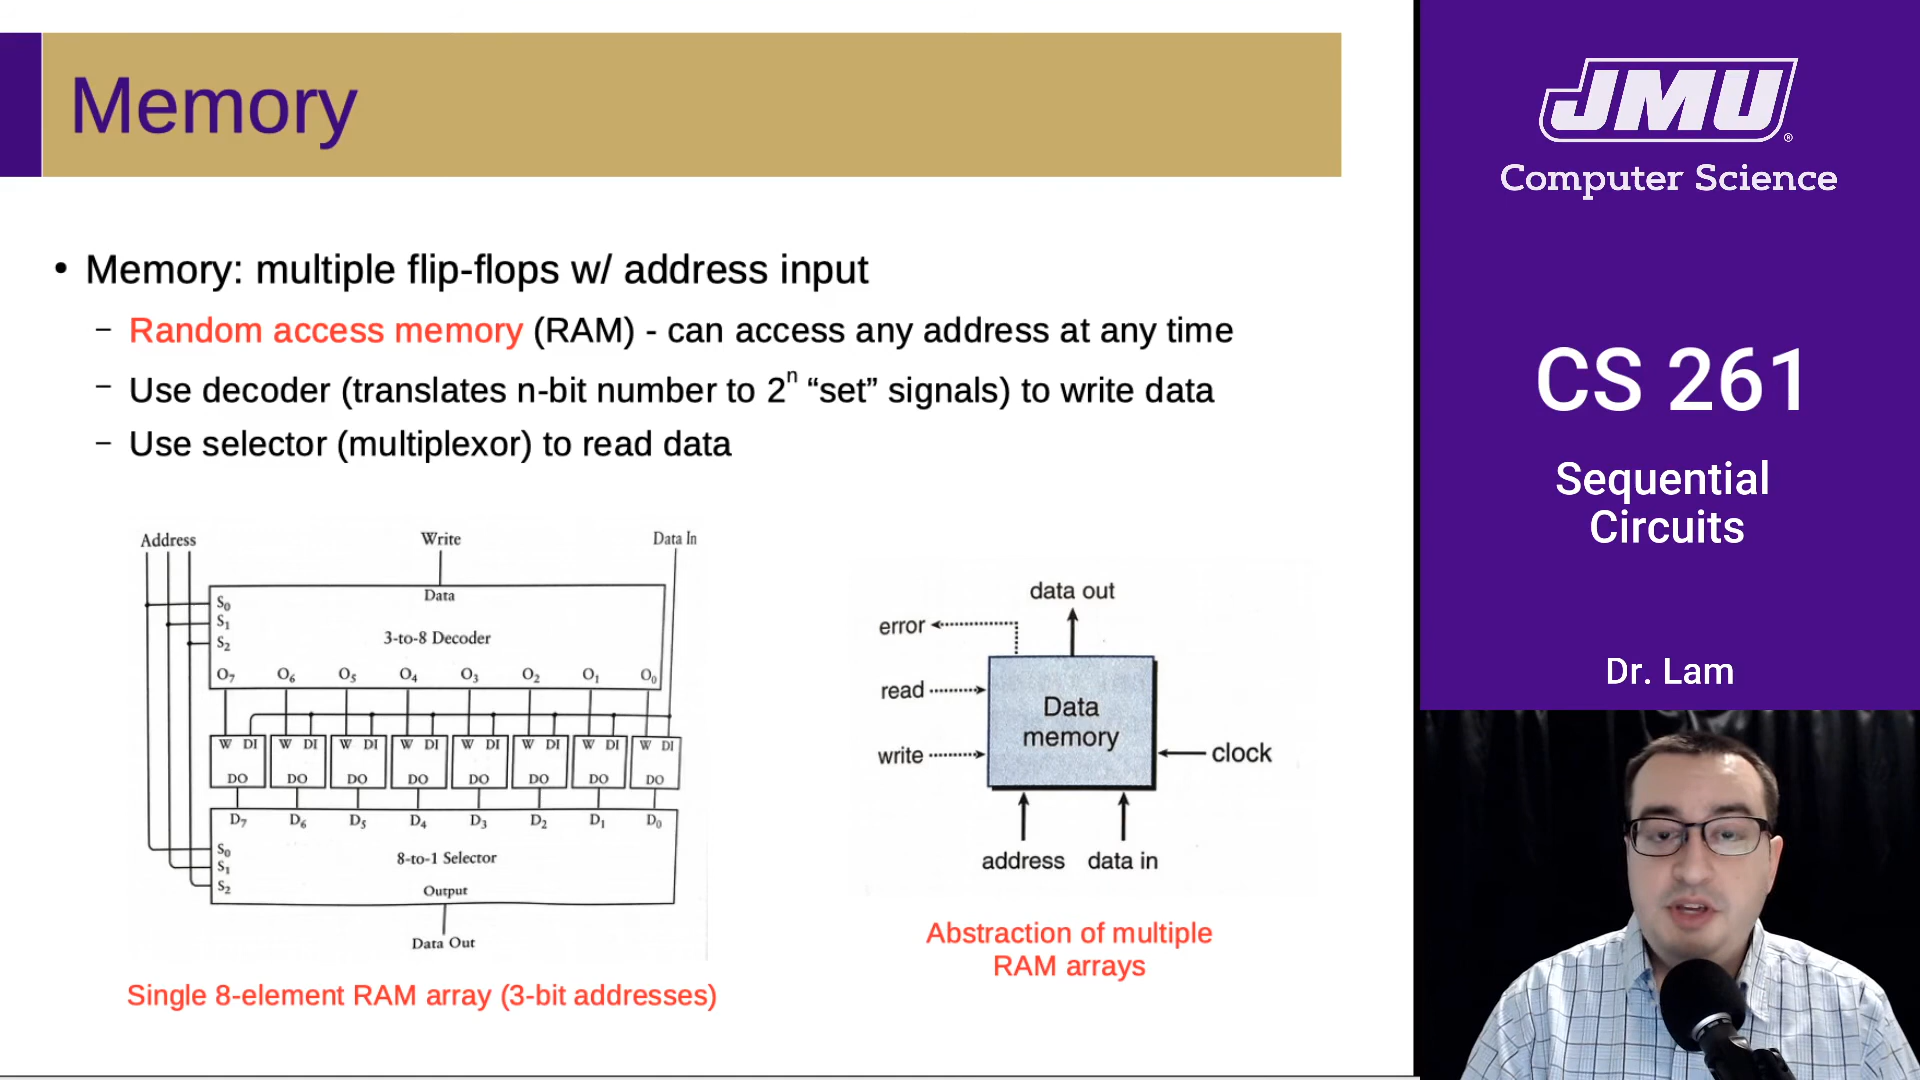 Memory
• Memory: multiple flip-flops w/ address input
– Random access memory (RAM) - can access any address at any time
– Use decoder (translates n-bit number to 2ⁿ “set” signals) to write data
– Use selector (multiplexor) to read data
Address Write Data In
Data
S₀
S₁
S₂
3-to-8 Decoder
O₇ O₆ O₅ O₄ O₃ O₂ O₁ O₀
W DI W DI W DI W DI W DI W DI W DI W DI
DO DO DO DO DO DO DO DO
D₇ D₆ D₅ D₄ D₃ D₂ D₁ D₀
S₀
S₁
S₂
8-to-1 Selector
Output
Data Out
Single 8-element RAM array (3-bit addresses)
data out
error
read
write
Data
memory
clock
address data in
Abstraction of multiple
RAM arrays
JMU®
Computer Science
CS 261
Sequential
Circuits
Dr. Lam